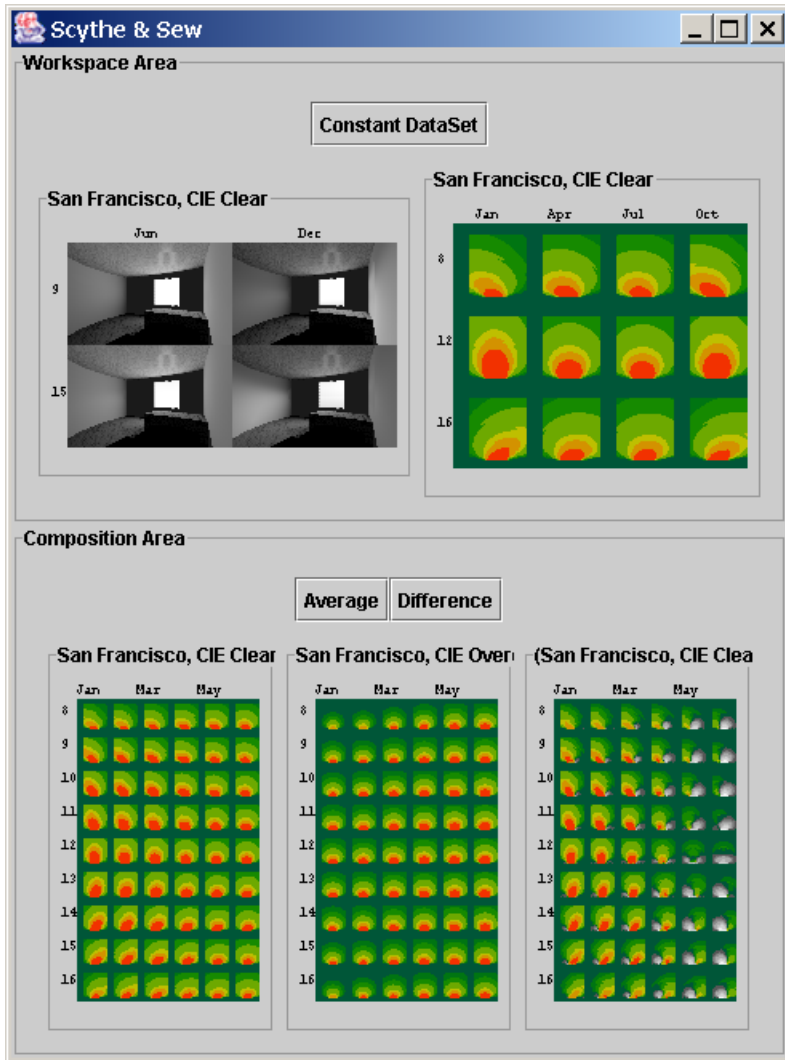 Scythe & Sew
Workspace Area
Constant DataSet
San Francisco, CIE Clear
Jun Dec
9
15
San Francisco, CIE Clear
Jan Apr Jul Oct
8
12
16
Composition Area
Average Difference
San Francisco, CIE Clear
Jan Mar May
8
9
10
11
12
13
14
15
16
San Francisco, CIE Over
Jan Mar May
8
9
10
11
12
13
14
15
16
(San Francisco, CIE Clea
Jan Mar May
8
9
10
11
12
13
14
15
16